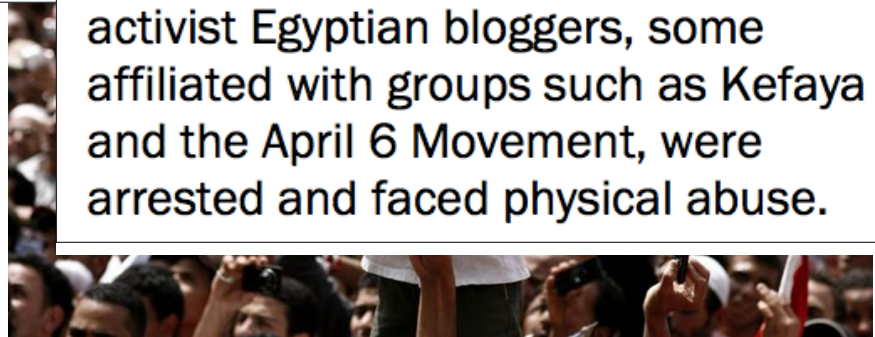 activist Egyptian bloggers, some
affiliated with groups such as Kefaya
and the April 6 Movement, were
arrested and faced physical abuse.